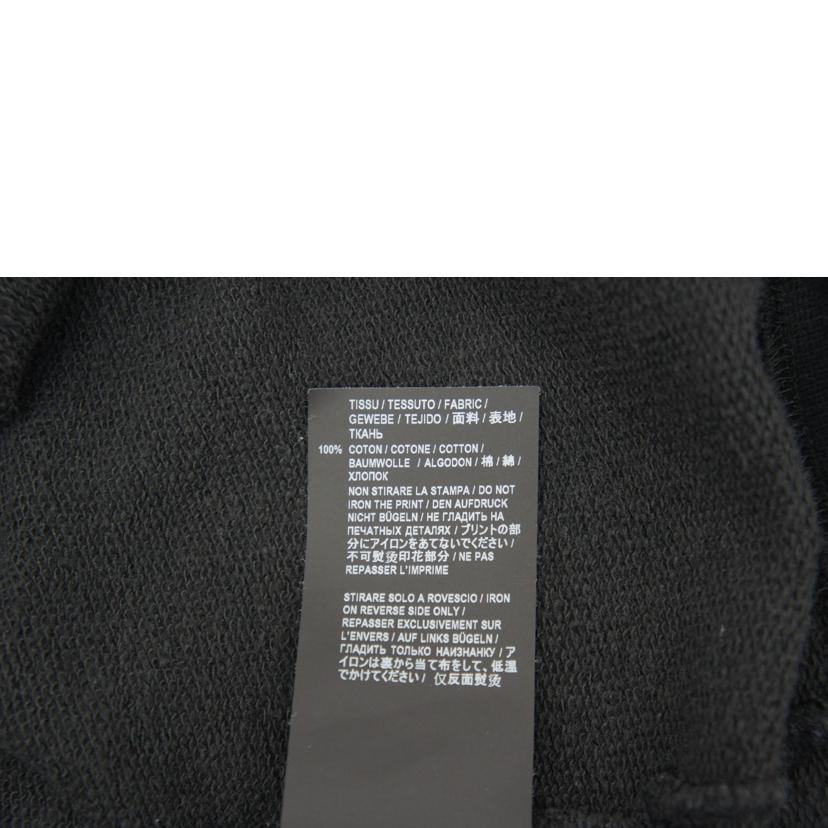 TISSU / TESSUTO / FABRIC /
GEWEBE / TEJIDO / 面料 / 表地 /
ТКАНЬ
100% COTON / COTONE / COTTON /
BAUMWOLLE / ALGODON / 棉 / 綿 /
ХЛОПОК
NON STIRARE LA STAMPA / DO NOT
IRON THE PRINT / DEN AUFDRUCK
NICHT BÜGELN / НЕ ГЛАДИТЬ НА
ПЕЧАТНЫХ ДЕТАЛЯХ / プリントの部
分にアイロンをあてないでください /
不可熨烫印花部分 / NE PAS
REPASSER L'IMPRIME
STIRARE SOLO A ROVESCIO / IRON
ON REVERSE SIDE ONLY /
REPASSER EXCLUSIVEMENT SUR
L'ENVERS / AUF LINKS BÜGELN /
ГЛАДИТЬ ТОЛЬКО НАИЗНАНКУ / ア
イロンは裏から当て布をして、低温
でかけてください / 仅反面熨烫